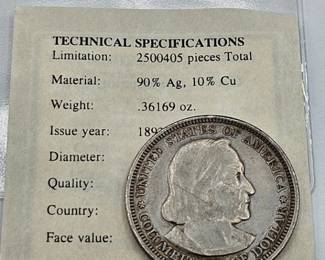 TECHNICAL SPECIFICATIONS
Limitation: 2500405 pieces Total
Material: 90% Ag, 10% Cu
Weight: .36169 oz.
Issue year: 189
Diameter:
Quality:
Country:
Face value:
UNITED STATES OF AMERICA
COLUMBIAN HALF DOLLAR